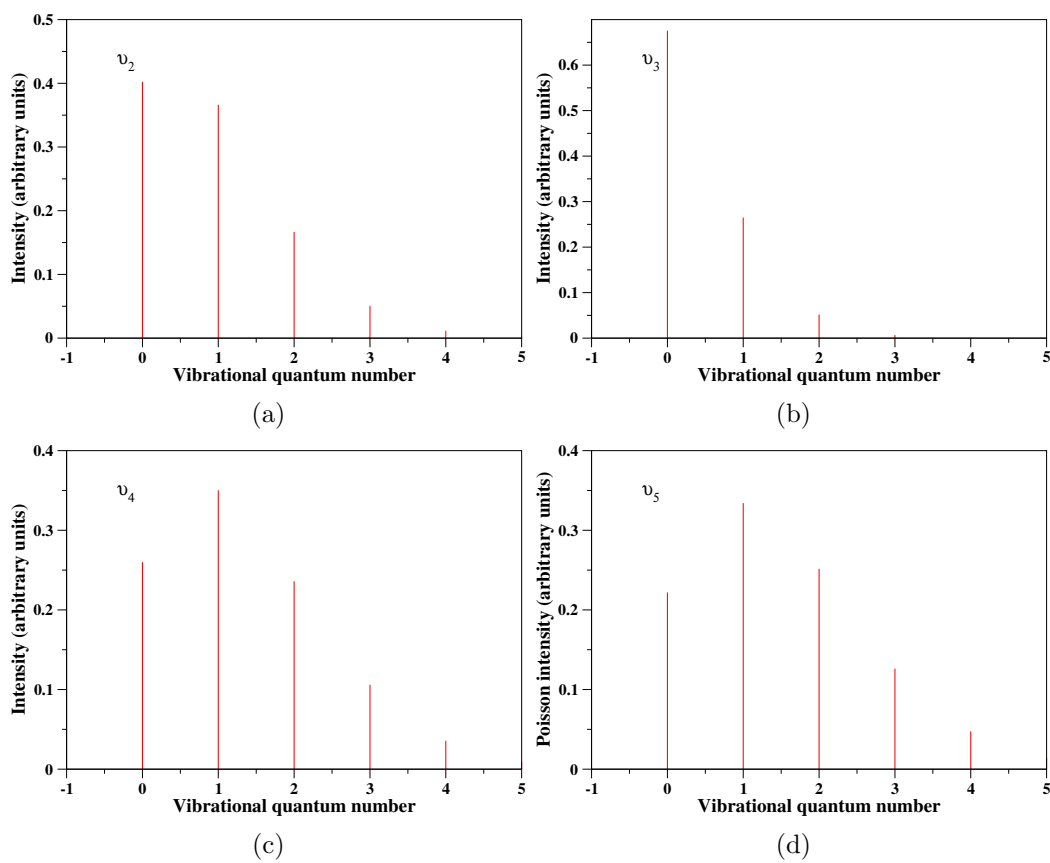 0.5
υ2
0.4
0.3
0.2
0.1
0
Intensity (arbitrary units)
-1 0 1 2 3 4 5
Vibrational quantum number
(a)
υ3
0.6
0.5
0.4
0.3
0.2
0.1
0
Intensity (arbitrary units)
-1 0 1 2 3 4 5
Vibrational quantum number
(b)
0.4
υ4
0.3
0.2
0.1
0
Intensity (arbitrary units)
-1 0 1 2 3 4 5
Vibrational quantum number
(c)
0.4
υ5
0.3
0.2
0.1
0
Poisson intensity (arbitrary units)
-1 0 1 2 3 4 5
Vibrational quantum number
(d)